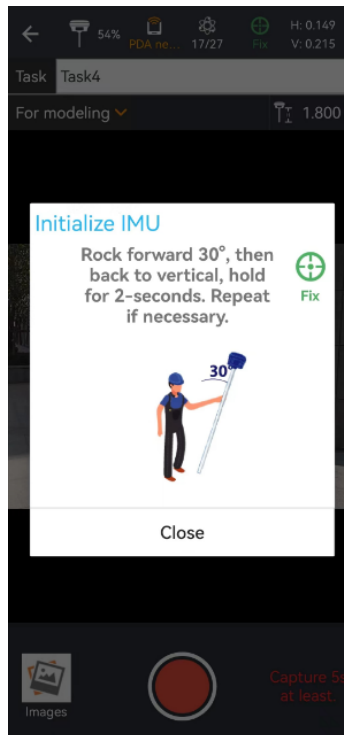 54%
PDA ne...
17/27
Fix
H: 0.149
V: 0.215
Task Task4
For modeling
1.800
Initialize IMU
Rock forward 30°, then
back to vertical, hold
for 2-seconds. Repeat
if necessary.
Fix
30°
Close
Images
Capture 5s
at least.